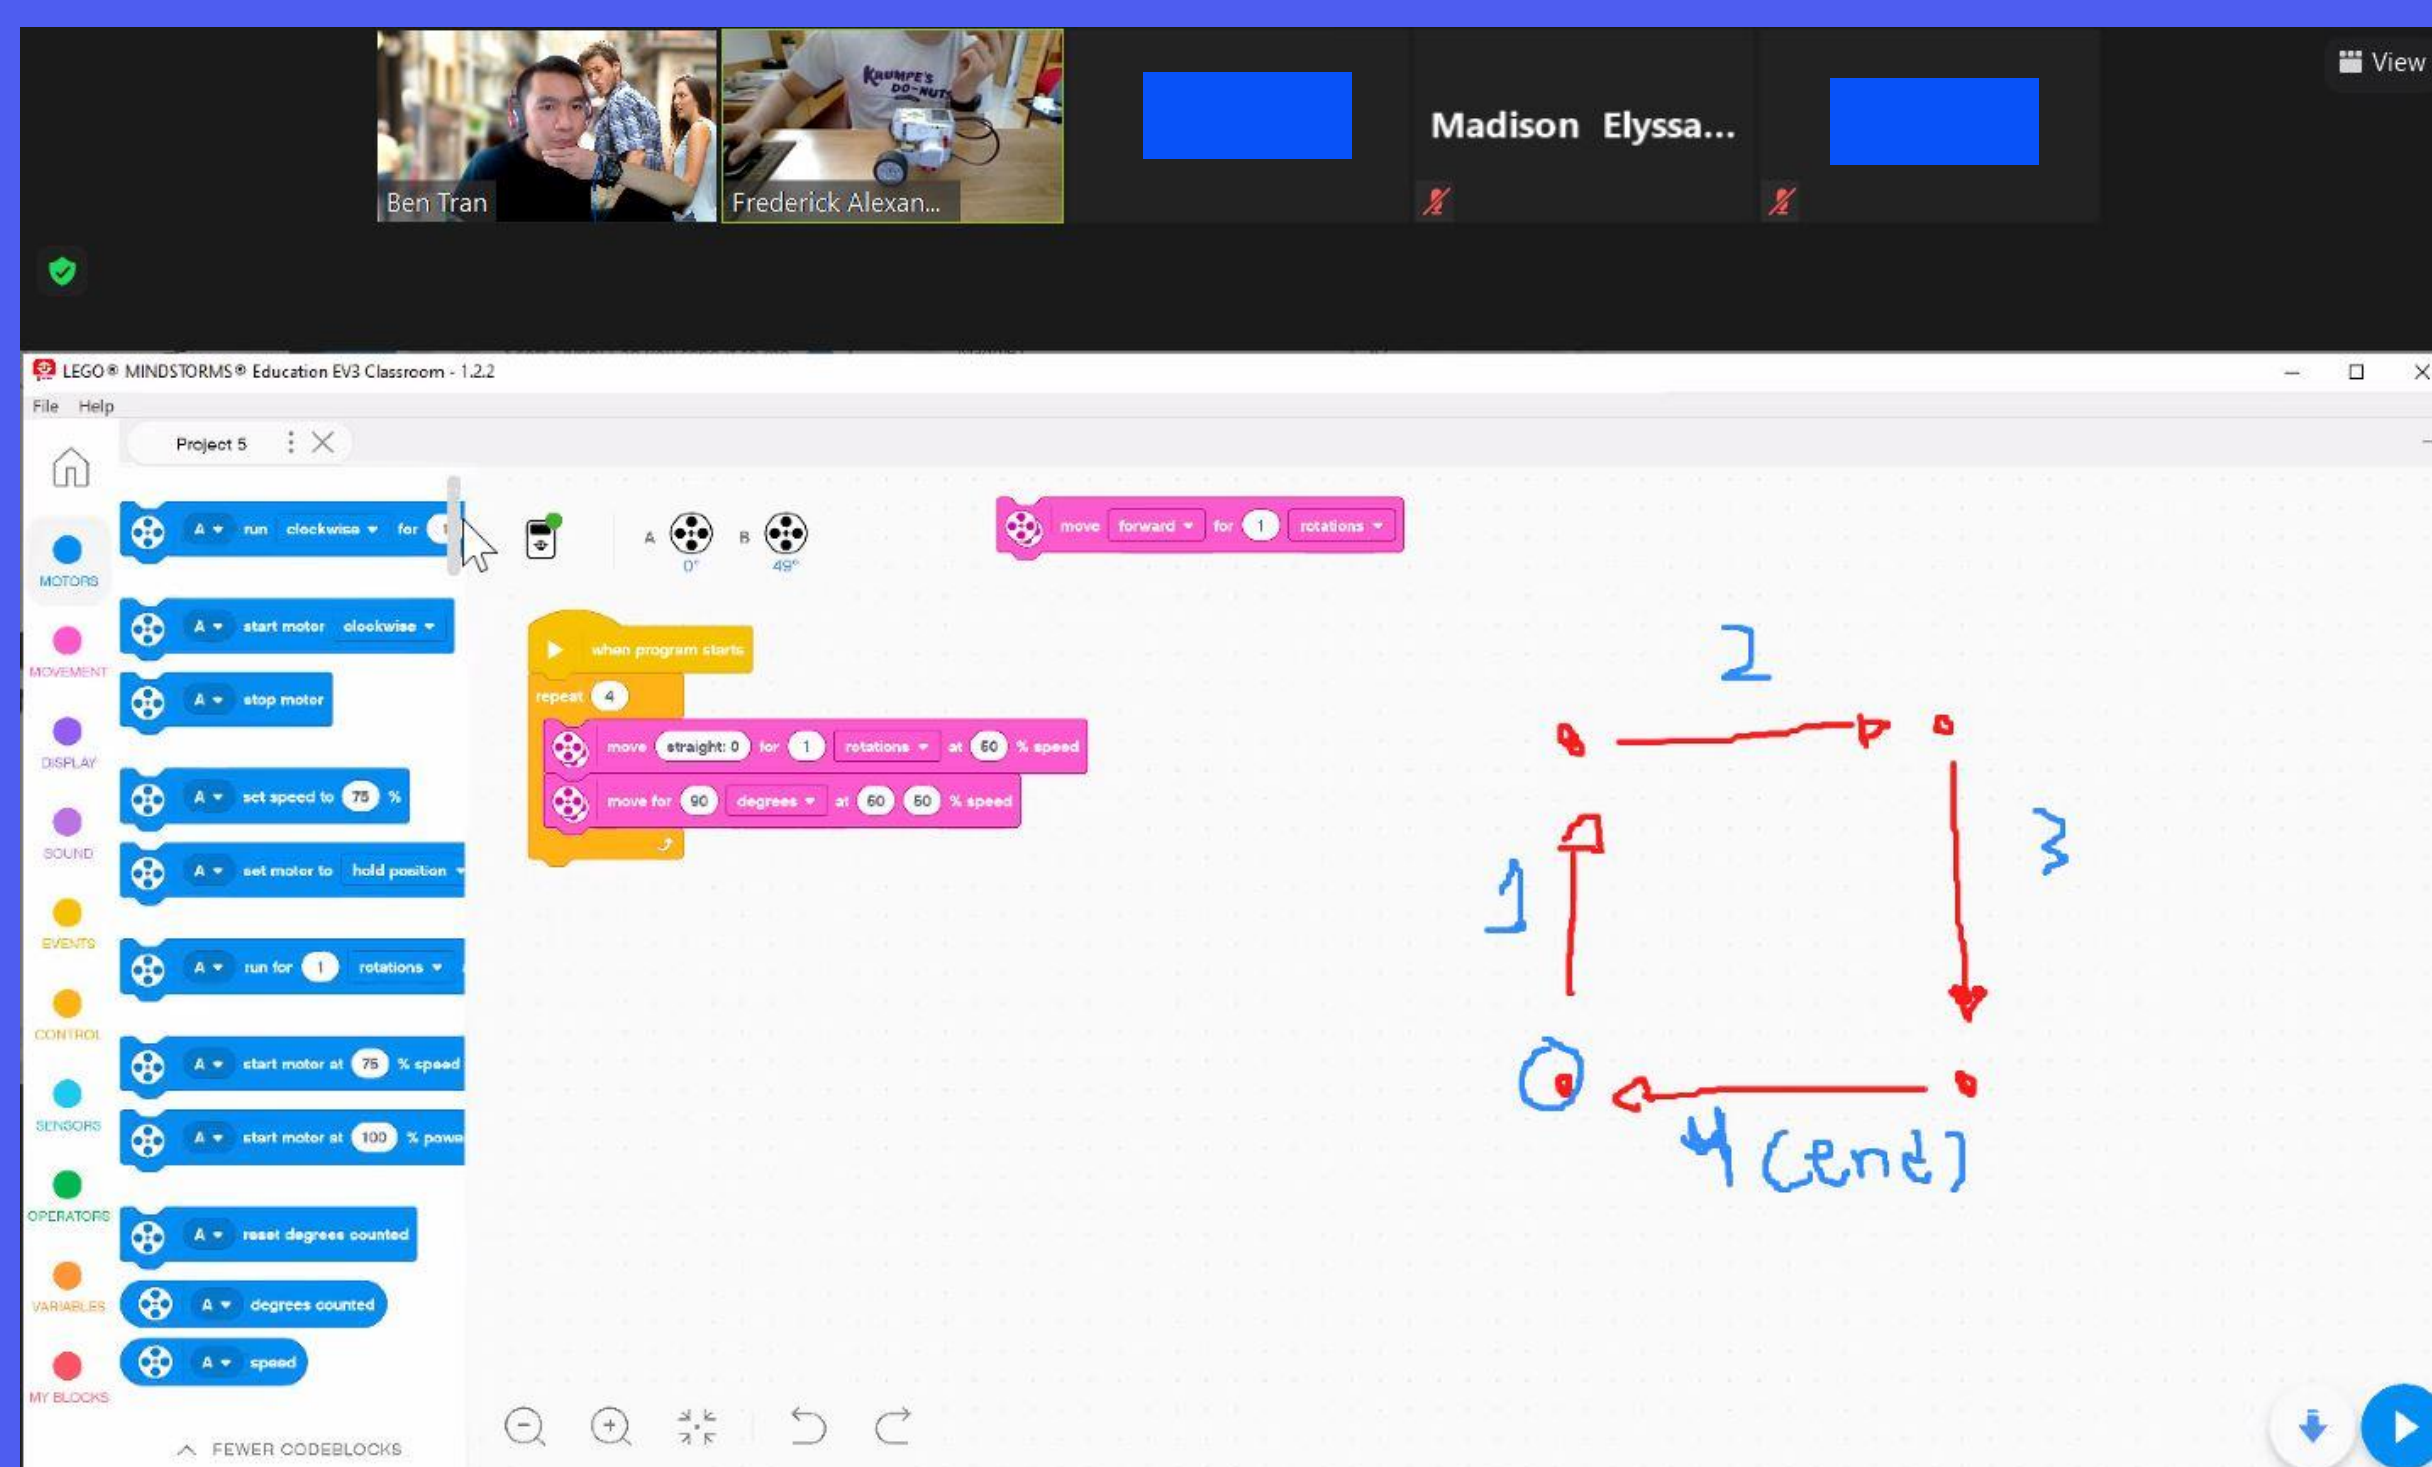 View
KRUMPE'S
DO-NUTS
Madison Elyssa...
Ben Tran
Frederick Alexan...
LEGO® MINDSTORMS® Education EV3 Classroom - 1.2.2
File Help
Project 5
MOTORS
MOVEMENT
DISPLAY
SOUND
EVENTS
CONTROL
SENSORS
OPERATORS
VARIABLES
MY BLOCKS
A run clockwise for 1
A start motor clockwise
A stop motor
A set speed to 75 %
A set motor to hold position
A run for 1 rotations
A start motor at 75 % speed
A start motor at 100 % powe
A reset degrees counted
A degrees counted
A speed
FEWER CODEBLOCKS
A 0° B 49°
move forward for 1 rotations
when program starts
repeat 4
move straight: 0 for 1 rotations at 50 % speed
move for 90 degrees at 50 50 % speed
1
2
3
4 (end)